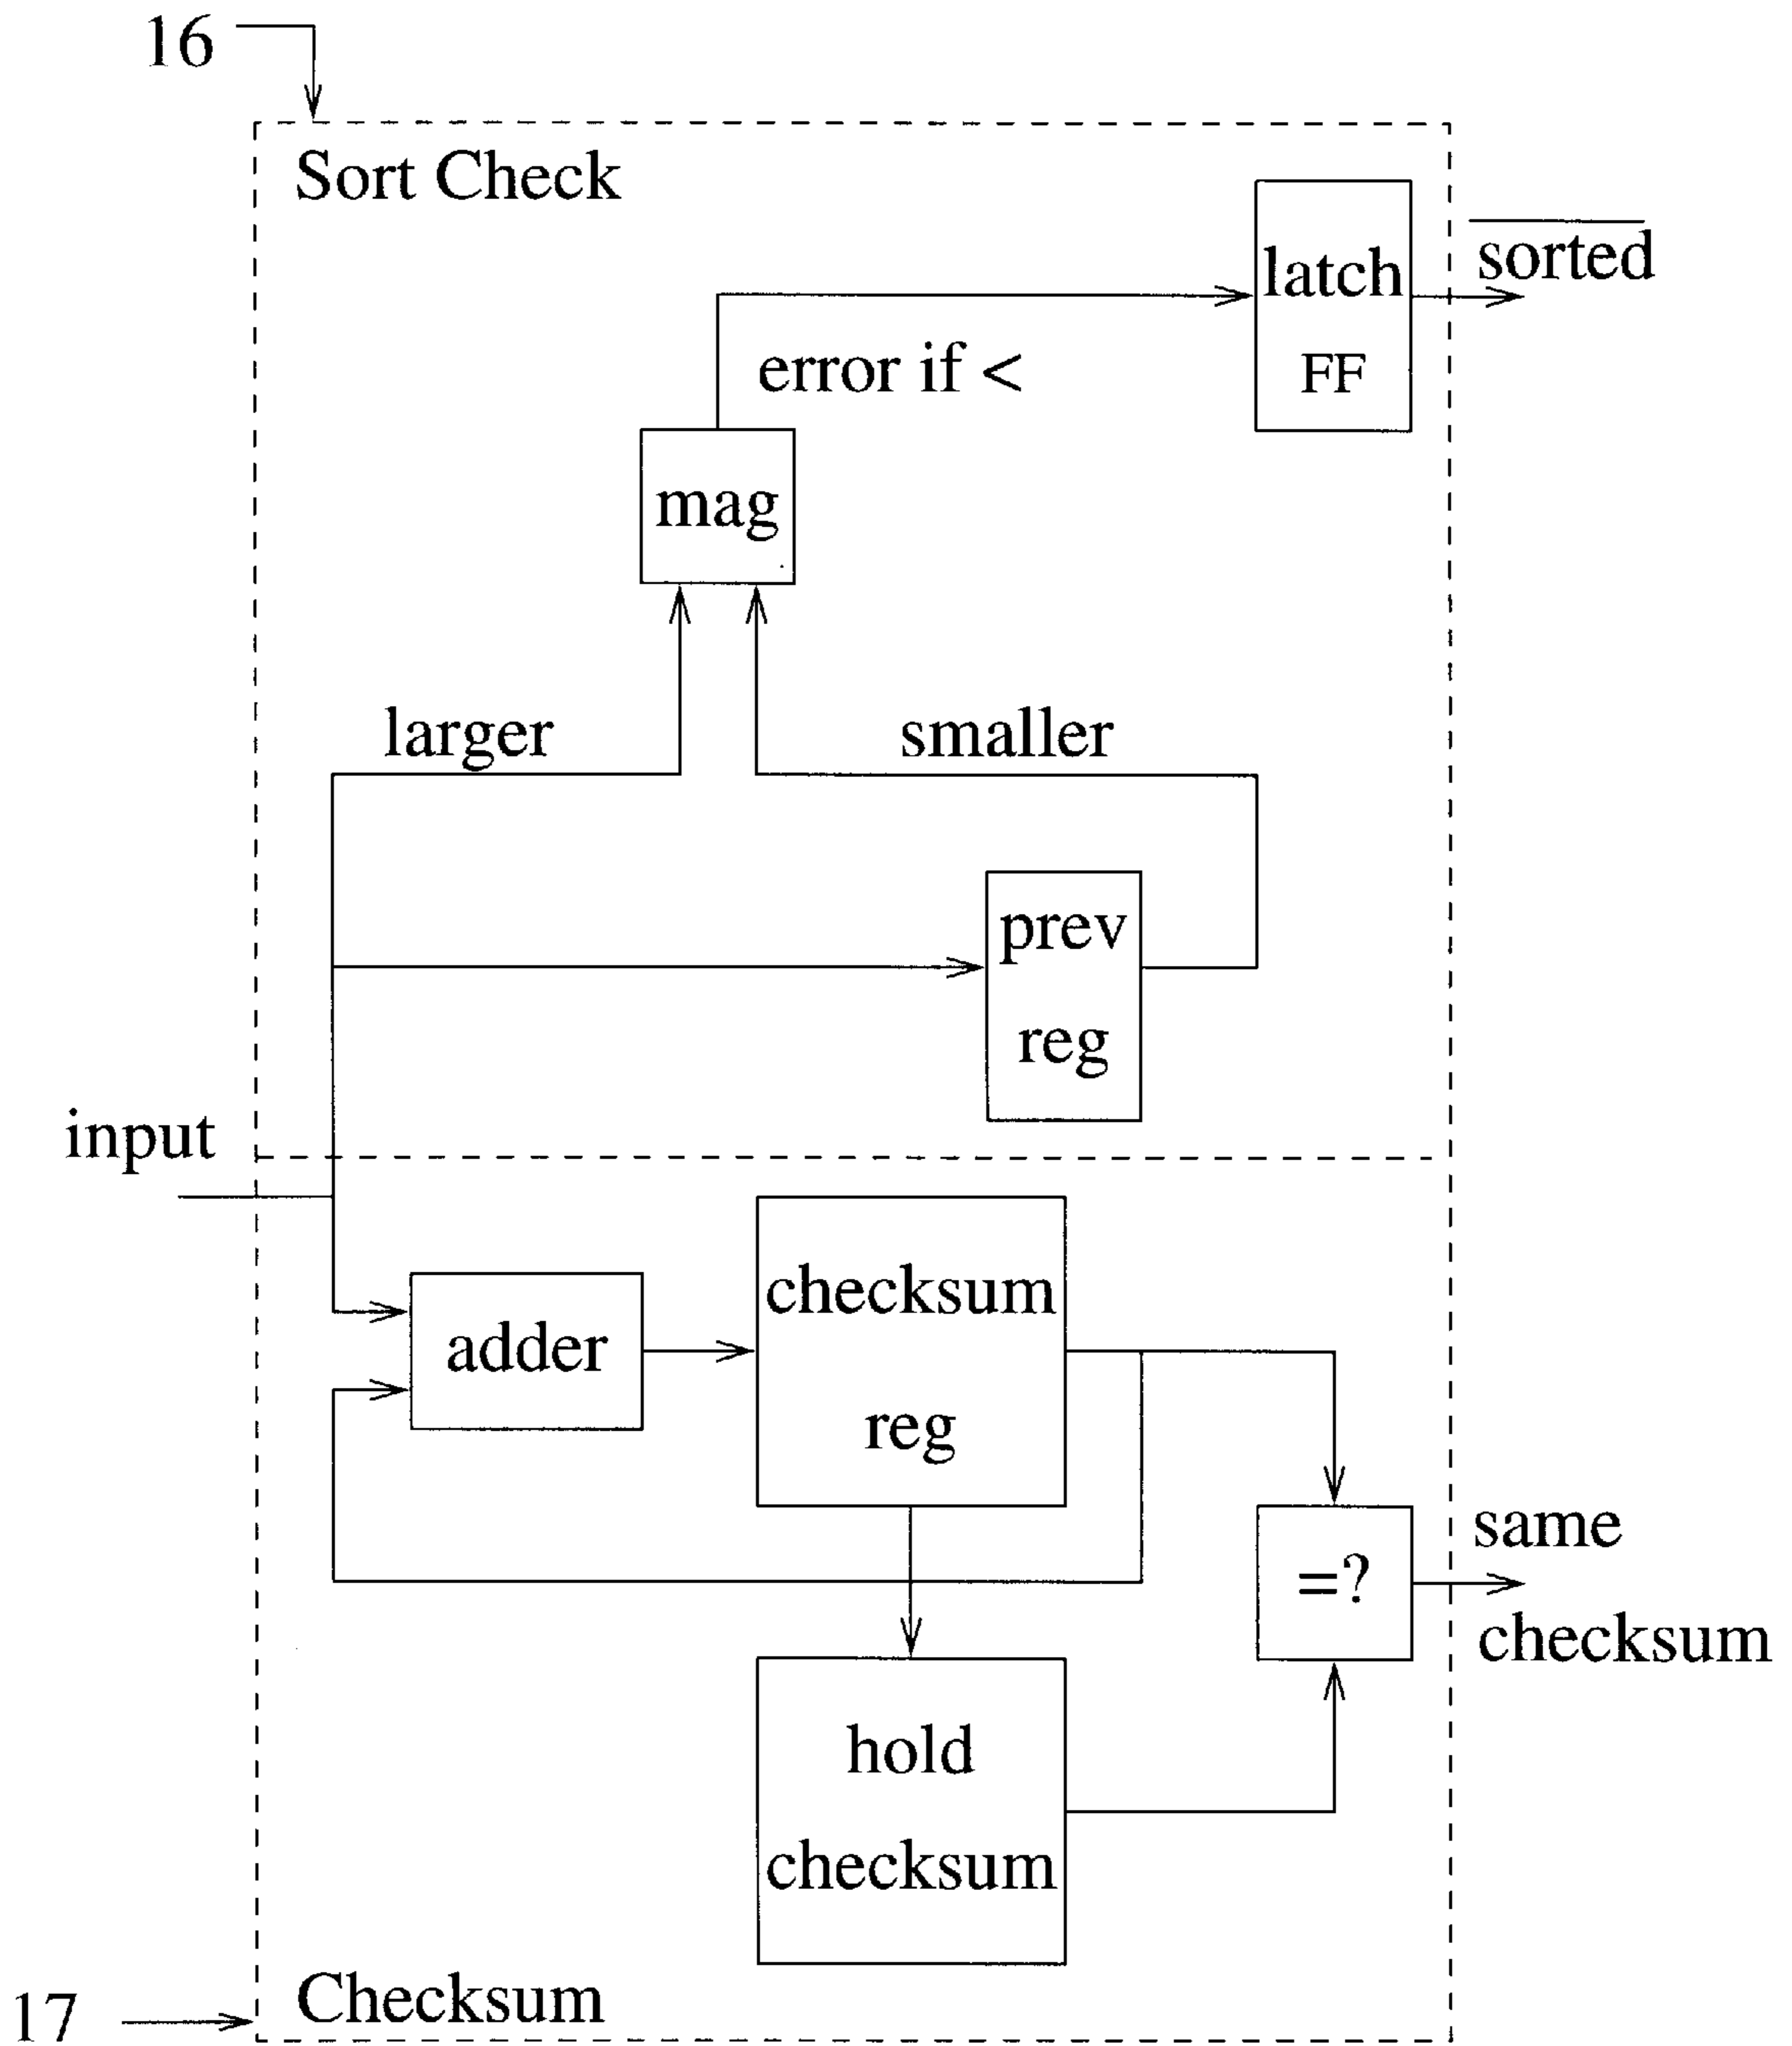 16
Sort Check
latch
FF
sorted
error if <
mag
larger
smaller
prev
reg
input
checksum
reg
adder
same
checksum
=?
hold
checksum
Checksum
17